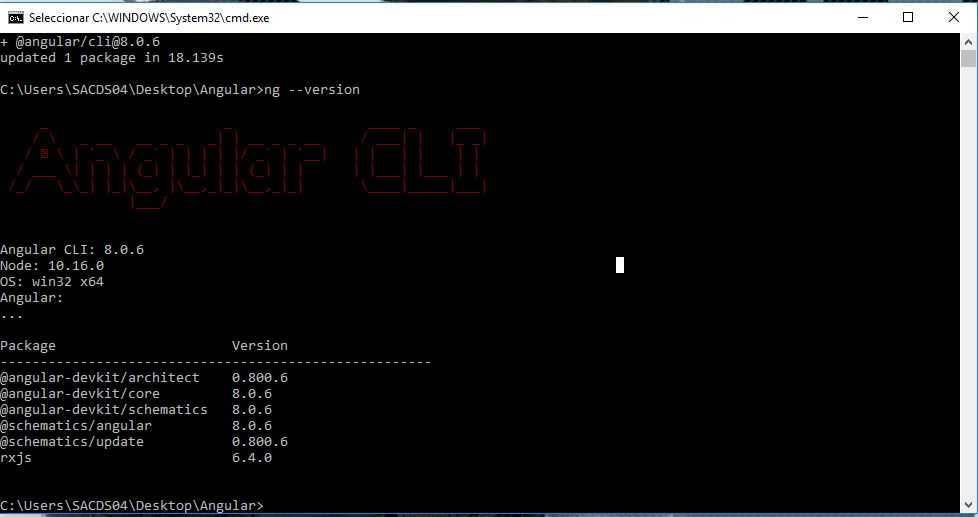 Seleccionar C:\WINDOWS\System32\cmd.exe
+ @angular/cli@8.0.6
updated 1 package in 18.139s
C:\Users\SACDS04\Desktop\Angular>ng --version
Angular CLI
Angular CLI: 8.0.6
Node: 10.16.0
OS: win32 x64
Angular:
...
Package Version
------------------------------------------------------
@angular-devkit/architect 0.800.6
@angular-devkit/core 8.0.6
@angular-devkit/schematics 8.0.6
@schematics/angular 8.0.6
@schematics/update 0.800.6
rxjs 6.4.0
C:\Users\SACDS04\Desktop\Angular>